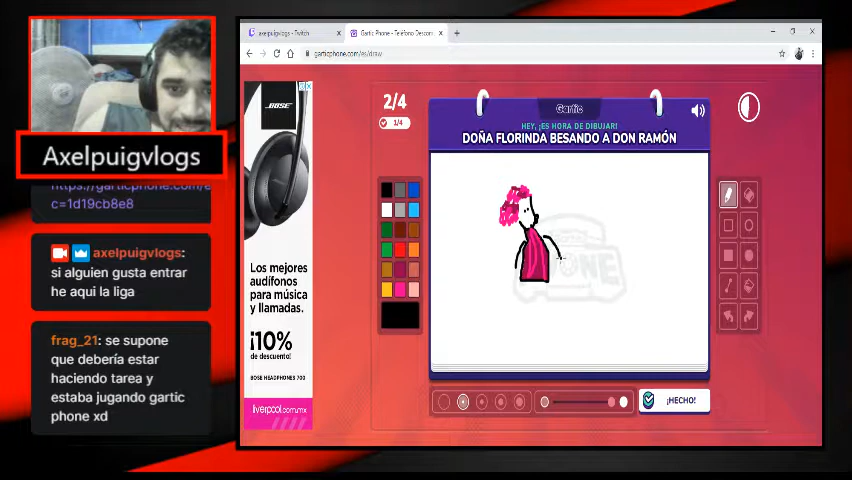 axelpuigvlogs - Twitch
Gartic Phone - Teléfono Descom
garticphone.com/es/draw
BOSE
Los mejores
audífonos
para música
y llamadas.
¡10%
de descuento!
BOSE HEADPHONES 700
liverpool.com.mx
2/4
1/4
Gartic
HEY, ¡ES HORA DE DIBUJAR!
DOÑA FLORINDA BESANDO A DON RAMÓN
¡HECHO!
Axelpuigvlogs
https://garticphone.com/e
c=1d19cb8e8
axelpuigvlogs:
si alguien gusta entrar
he aqui la liga
frag_21: se supone
que debería estar
haciendo tarea y
estaba jugando gartic
phone xd